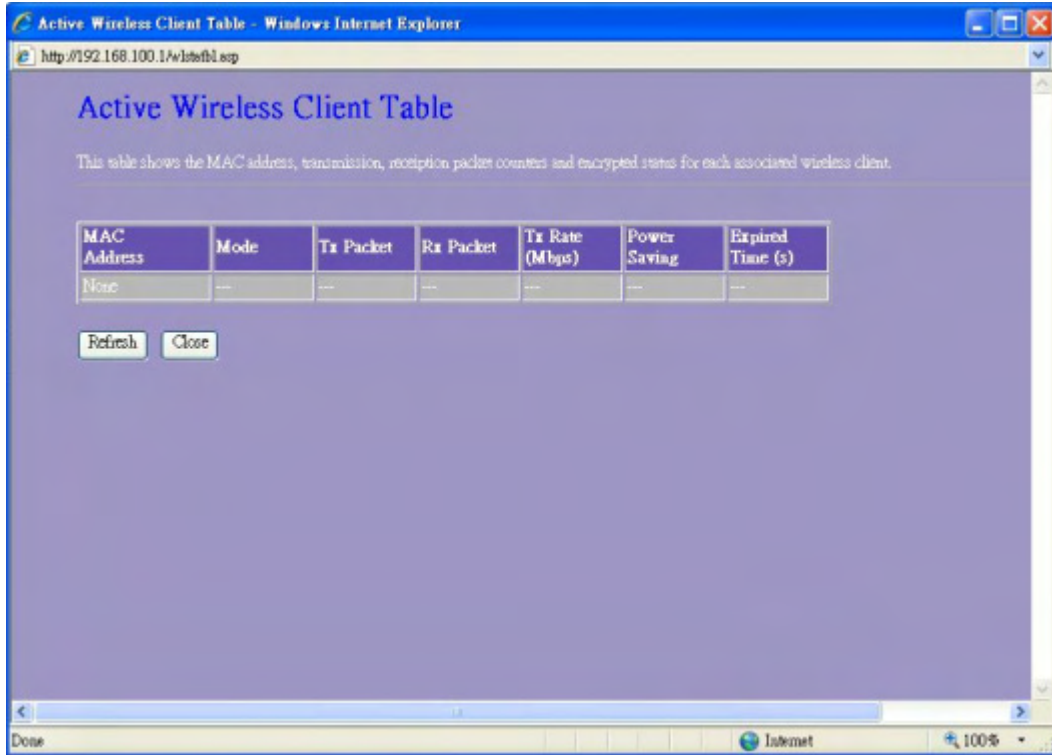 Active Wireless Client Table - Windows Internet Explorer
http://192.168.100.1/wlstatbl.asp
Active Wireless Client Table
This table shows the MAC address, transmission, receiption packet counters and encrypted status for each associated wireless client.
MAC Address Mode Tx Packet Rx Packet Tx Rate (Mbps) Power Saving Expired Time (s)
None --- --- --- --- --- ---
Refresh Close
Done Internet 100%